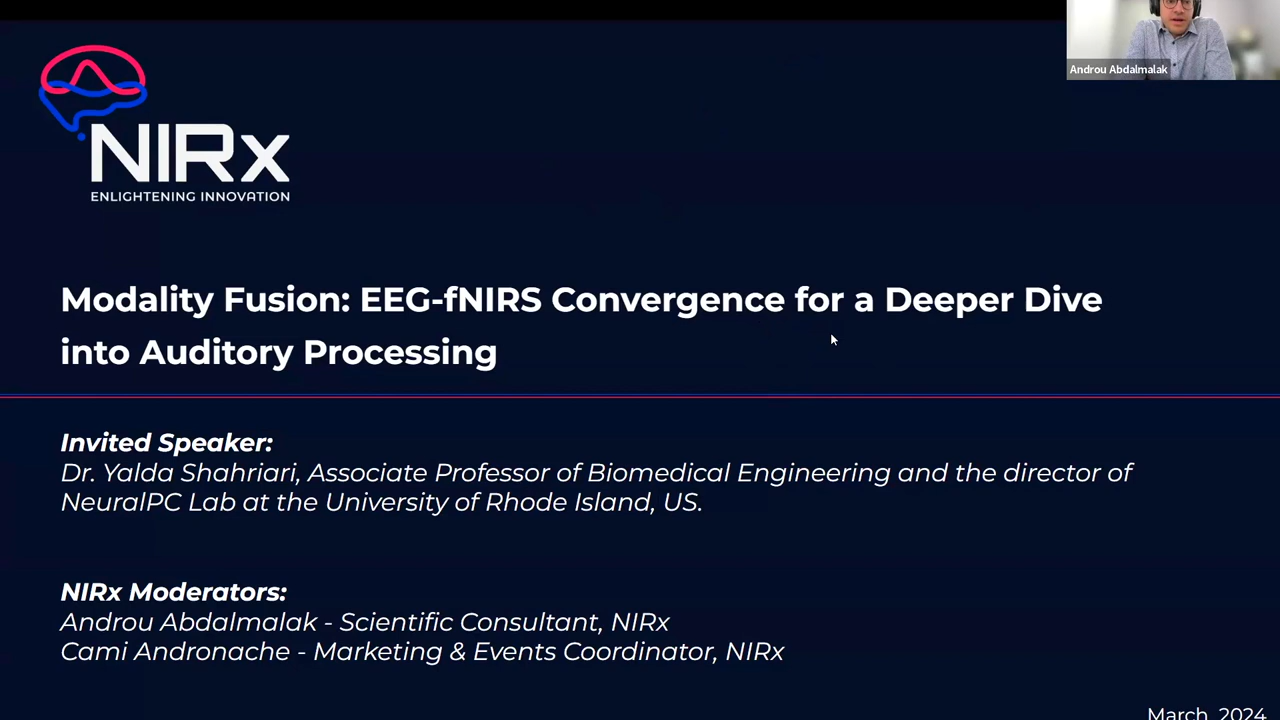 Androu Abdalmalak
NIRx
ENLIGHTENING INNOVATION
Modality Fusion: EEG-fNIRS Convergence for a Deeper Dive
into Auditory Processing
Invited Speaker:
Dr. Yalda Shahriari, Associate Professor of Biomedical Engineering and the director of
NeuralPC Lab at the University of Rhode Island, US.
NIRx Moderators:
Androu Abdalmalak - Scientific Consultant, NIRx
Cami Andronache - Marketing & Events Coordinator, NIRx
March, 2024